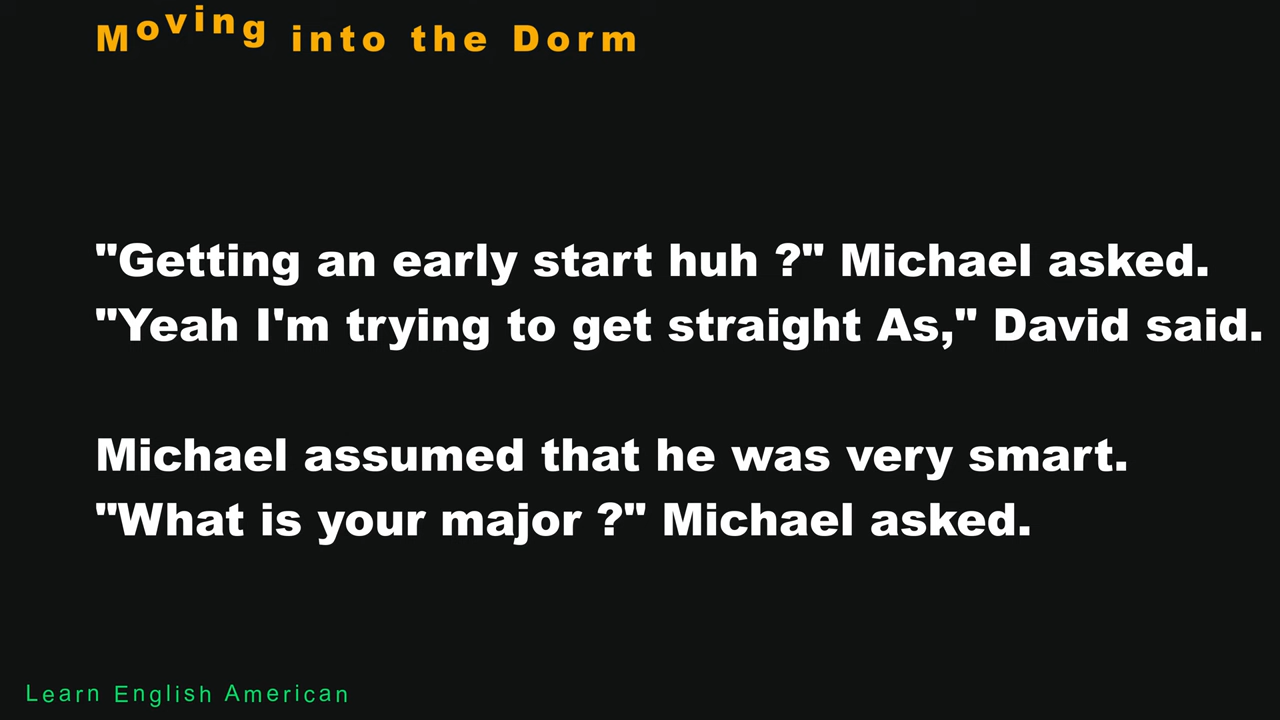 Moving into the Dorm
"Getting an early start huh ?" Michael asked.
"Yeah I'm trying to get straight As," David said.
Michael assumed that he was very smart.
"What is your major ?" Michael asked.
Learn English American